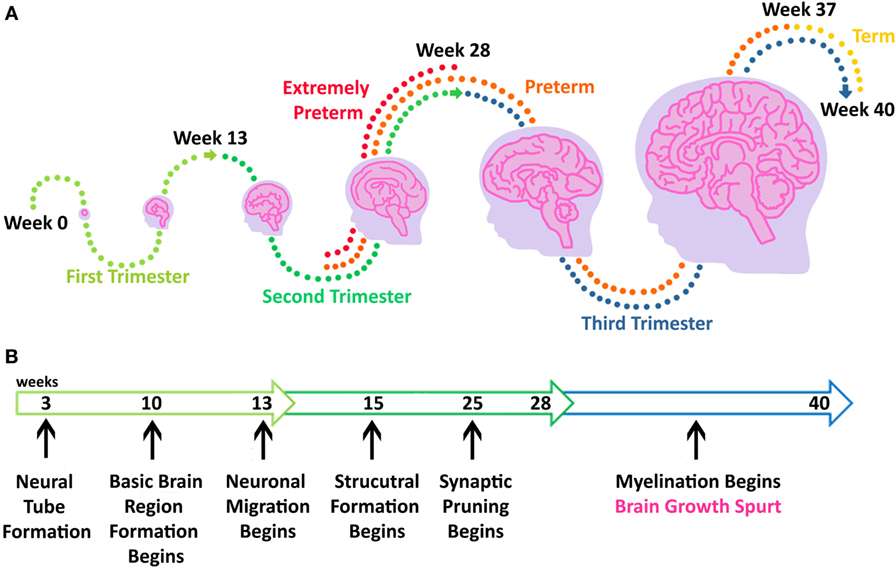 A
Week 37
Term
Week 28
Extremely
Preterm
Preterm
Week 40
Week 13
Week 0
First Trimester
Second Trimester
Third Trimester
B
weeks
3 10 13 15 25 28 40
Neural
Tube
Formation
Basic Brain
Region
Formation
Begins
Neuronal
Migration
Begins
Strucutral
Formation
Begins
Synaptic
Pruning
Begins
Myelination Begins
Brain Growth Spurt